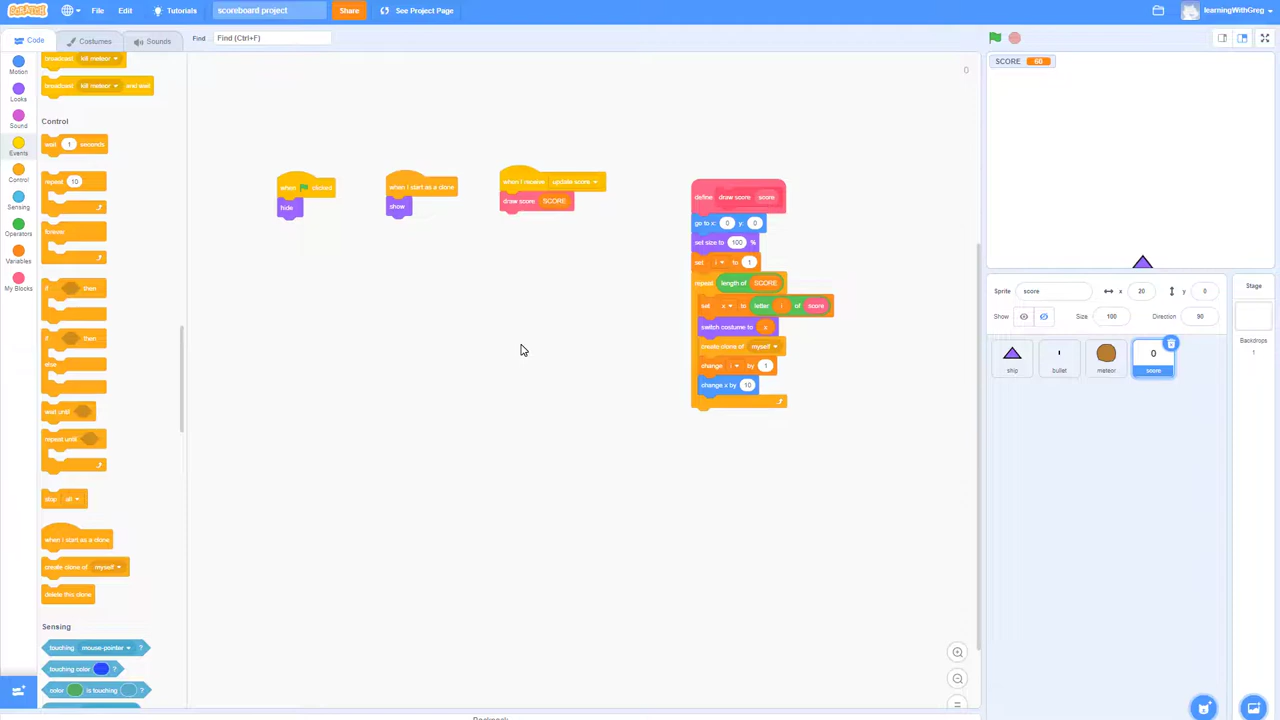 SCRATCH File Edit Tutorials scoreboard project Share See Project Page learningWithGreg
Code Costumes Sounds Find Find (Ctrl+F)
Motion
Looks
Sound
Events
Control
Sensing
Operators
Variables
My Blocks
broadcast kill meteor
broadcast kill meteor and wait
Control
wait 1 seconds
repeat 10
forever
if then
if then
else
wait until
repeat until
stop all
when I start as a clone
create clone of myself
delete this clone
Sensing
touching mouse-pointer ?
touching color ?
color is touching ?
0
when clicked
hide
when I start as a clone
show
when I receive update score
draw score SCORE
define draw score score
go to x: 0 y: 0
set size to 100 %
set i to 1
repeat length of SCORE
set x to letter i of score
switch costume to x
create clone of myself
change i by 1
change x by 10
SCORE 60
Sprite score x 20 y 0
Show Size 100 Direction 90
ship
bullet
meteor
0
score
Stage
Backdrops
1
Backpack